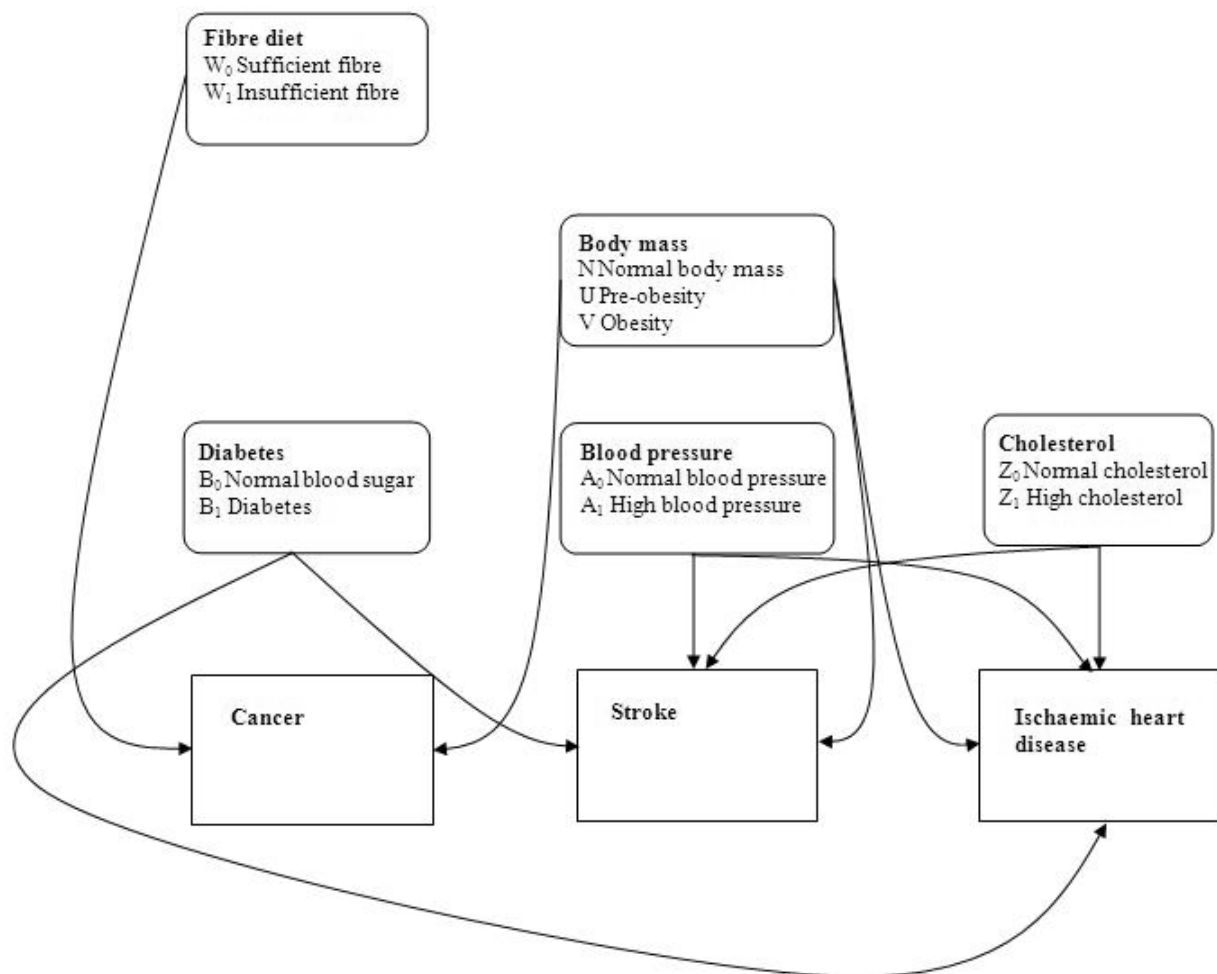 Fibre diet
W₀ Sufficient fibre
W₁ Insufficient fibre
Body mass
N Normal body mass
U Pre-obesity
V Obesity
Diabetes
B₀ Normal blood sugar
B₁ Diabetes
Blood pressure
A₀ Normal blood pressure
A₁ High blood pressure
Cholesterol
Z₀ Normal cholesterol
Z₁ High cholesterol
Cancer
Stroke
Ischaemic heart
disease